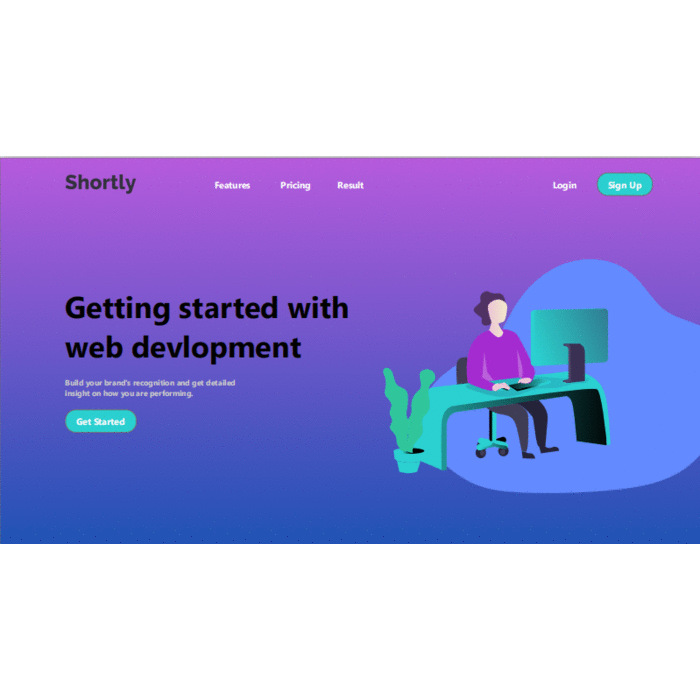 Shortly
Features Pricing Result
Login Sign Up
Getting started with
web devlopment
Build your brand's recognition and get detailed
insight on how you are performing.
Get Started